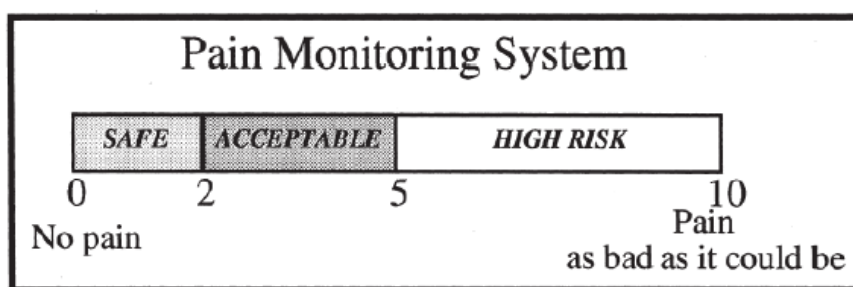 Pain Monitoring System
SAFE ACCEPTABLE HIGH RISK
0 2 5 10
No pain Pain
as bad as it could be